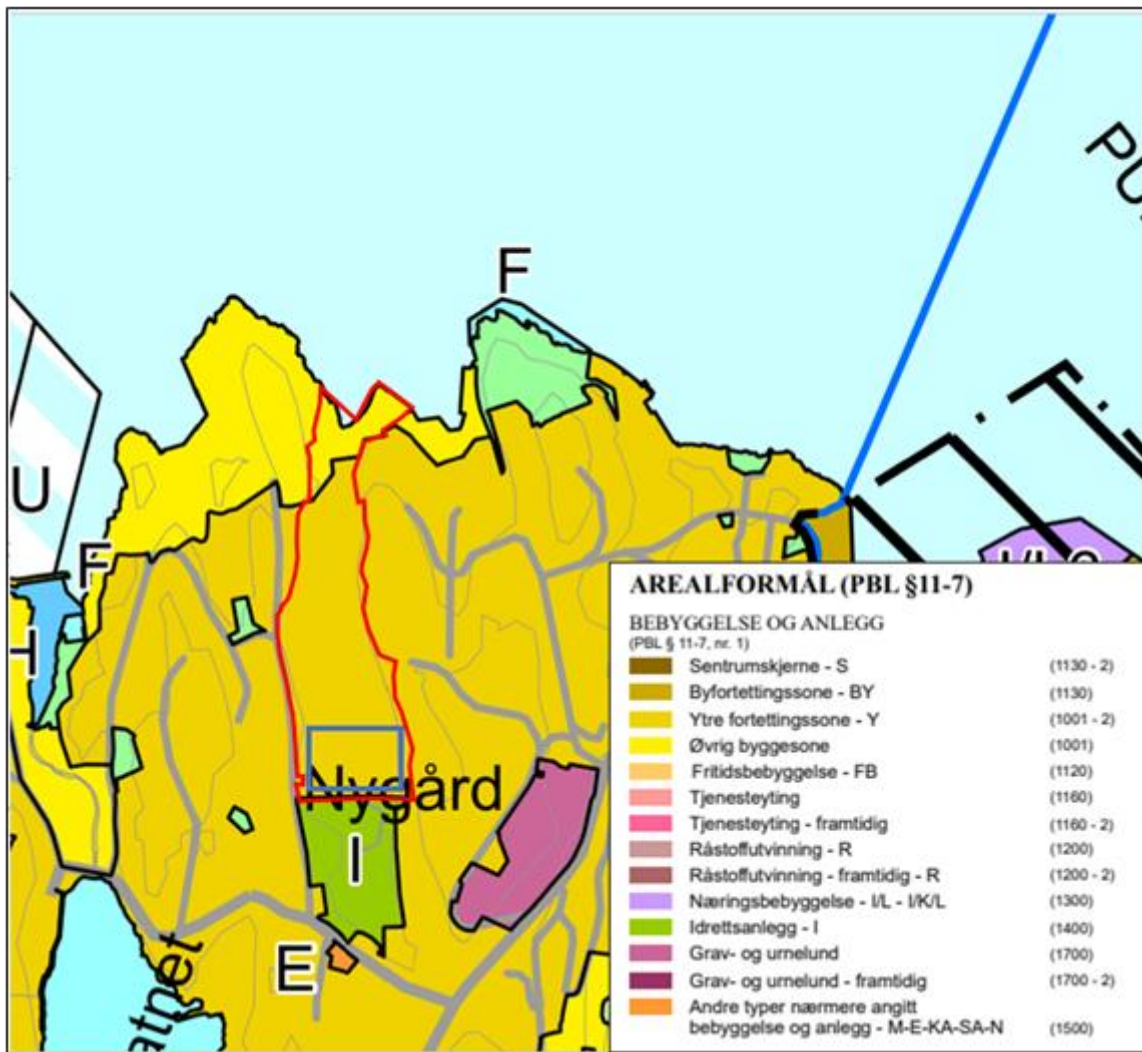 F
U
F
H
Nygård
I
E
AREALFORMÅL (PBL §11-7)
BEBYGGELSE OG ANLEGG
(PBL § 11-7, nr. 1)
Sentrumskjerne - S (1130 - 2)
Byfortettingssone - BY (1130)
Ytre fortettingssone - Y (1001 - 2)
Øvrig byggesone (1001)
Fritidsbebyggelse - FB (1120)
Tjenesteyting (1160)
Tjenesteyting - framtidig (1160 - 2)
Råstoffutvinning - R (1200)
Råstoffutvinning - framtidig - R (1200 - 2)
Næringsbebyggelse - I/L - I/K/L (1300)
Idrettsanlegg - I (1400)
Grav- og urnelund (1700)
Grav- og urnelund - framtidig (1700 - 2)
Andre typer nærmere angitt
bebyggelse og anlegg - M-E-KA-SA-N (1500)